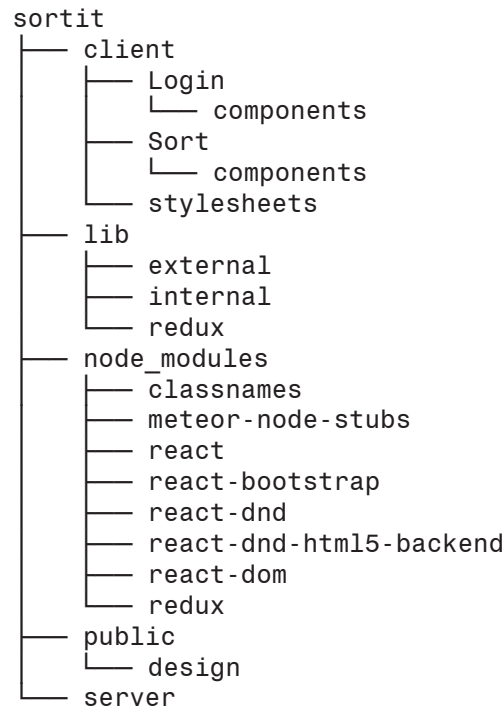 sortit
├── client
│   ├── Login
│   │   └── components
│   ├── Sort
│   │   └── components
│   └── stylesheets
├── lib
│   ├── external
│   ├── internal
│   └── redux
├── node_modules
│   ├── classnames
│   ├── meteor-node-stubs
│   ├── react
│   ├── react-bootstrap
│   ├── react-dnd
│   ├── react-dnd-html5-backend
│   ├── react-dom
│   └── redux
├── public
│   └── design
└── server